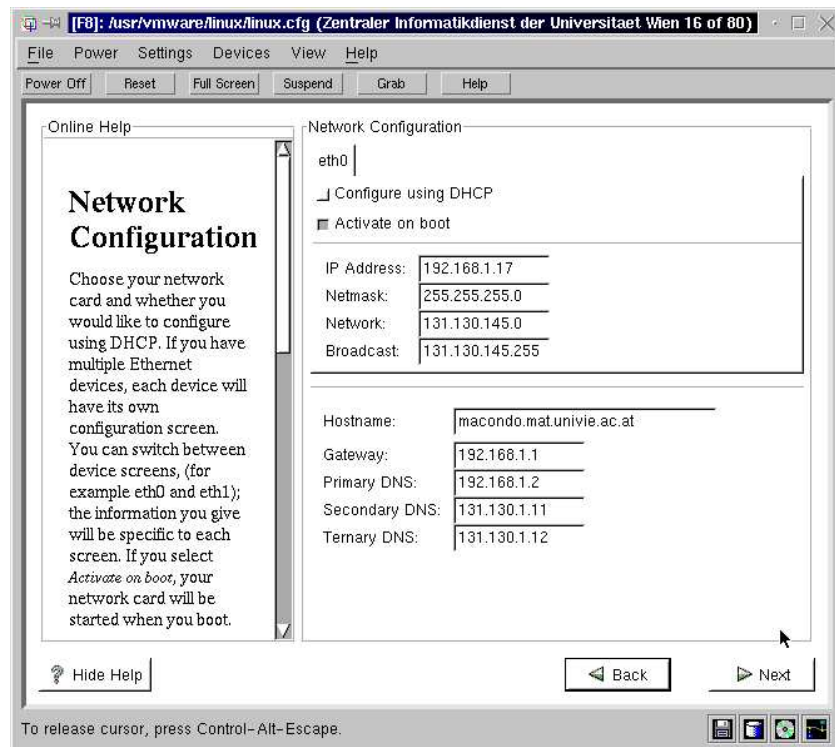 [F8]: /usr/vmware/linux/linux.cfg (Zentraler Informatikdienst der Universitaet Wien 16 of 80)
File Power Settings Devices View Help
Power Off Reset Full Screen Suspend Grab Help
Online Help
Network
Configuration
Choose your network
card and whether you
would like to configure
using DHCP. If you have
multiple Ethernet
devices, each device will
have its own
configuration screen.
You can switch between
device screens, (for
example eth0 and eth1);
the information you give
will be specific to each
screen. If you select
Activate on boot, your
network card will be
started when you boot.
Network Configuration
eth0
Configure using DHCP
Activate on boot
IP Address: 192.168.1.17
Netmask: 255.255.255.0
Network: 131.130.145.0
Broadcast: 131.130.145.255
Hostname: macondo.mat.univie.ac.at
Gateway: 192.168.1.1
Primary DNS: 192.168.1.2
Secondary DNS: 131.130.1.11
Ternary DNS: 131.130.1.12
Hide Help
Back
Next
To release cursor, press Control-Alt-Escape.